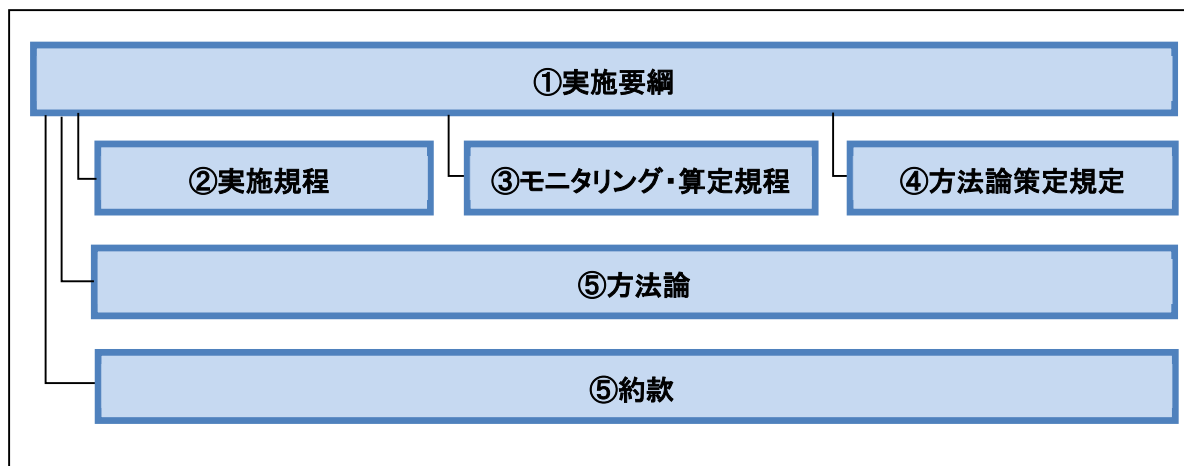 ①実施要綱
②実施規程
③モニタリング・算定規程
④方法論策定規定
⑤方法論
⑤約款